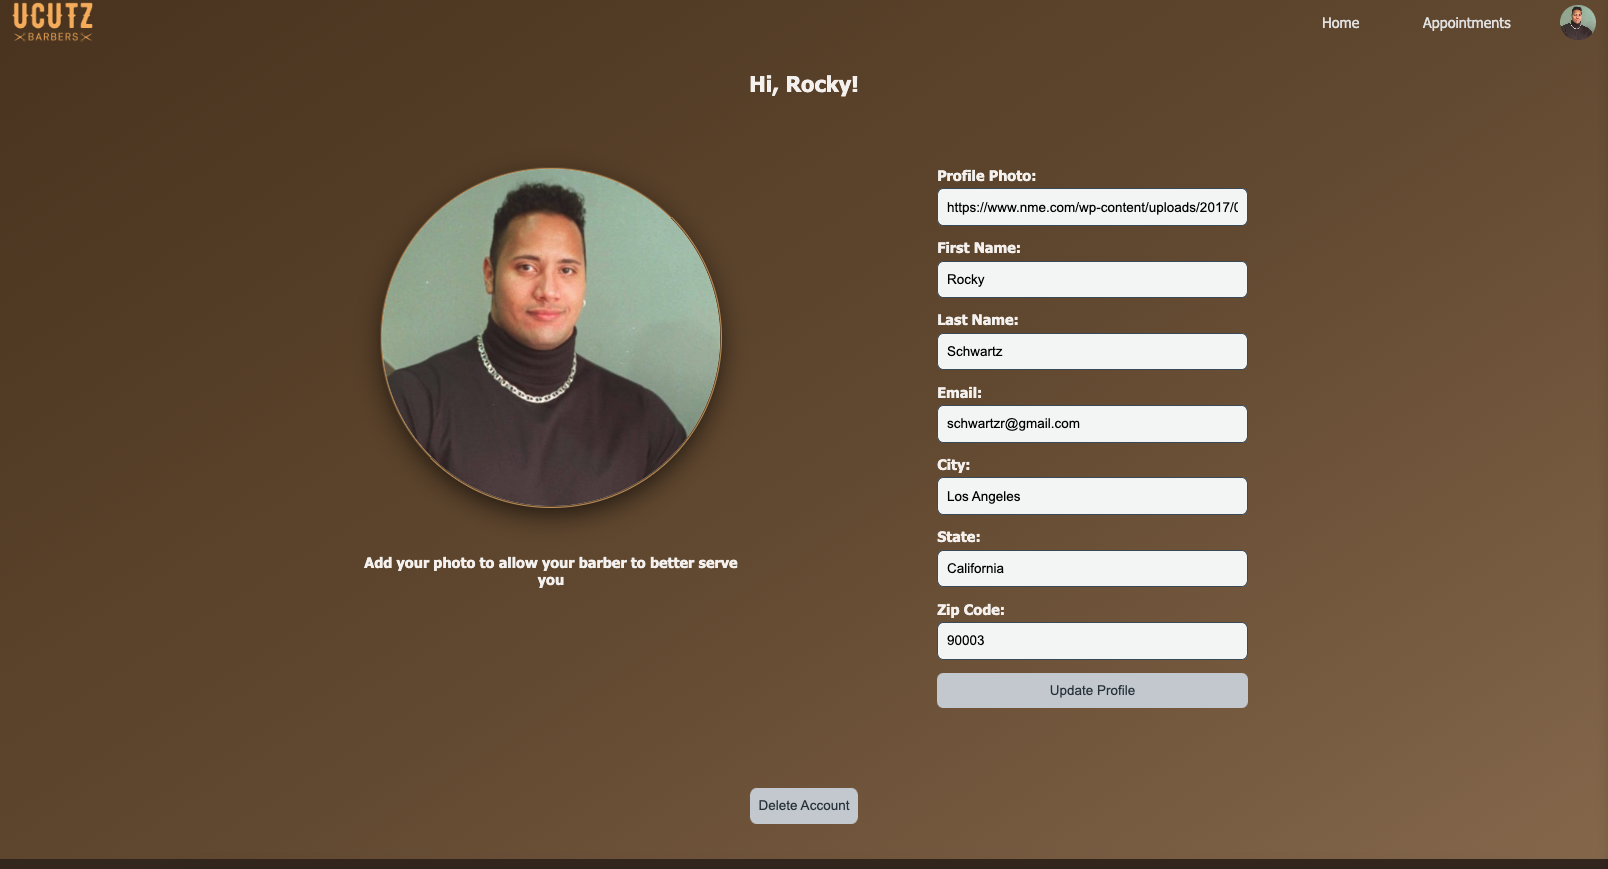 UCUTZ
BARBERS
Home
Appointments
Hi, Rocky!
Add your photo to allow your barber to better serve
you
Profile Photo:
https://www.nme.com/wp-content/uploads/2017/0
First Name:
Rocky
Last Name:
Schwartz
Email:
schwartzr@gmail.com
City:
Los Angeles
State:
California
Zip Code:
90003
Update Profile
Delete Account